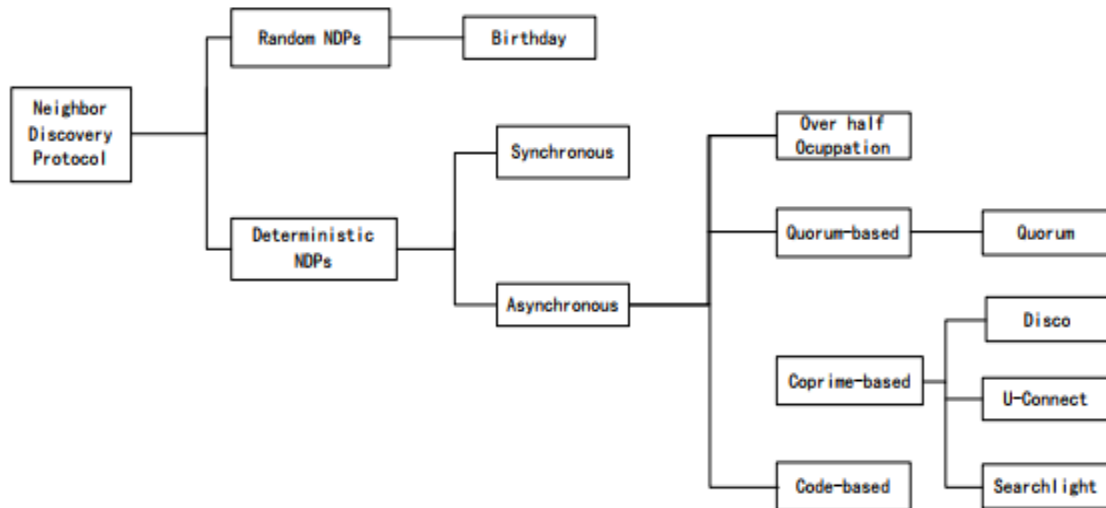 Random NDPs
Birthday
Neighbor
Discovery
Protocol
Over half
Ocuppation
Synchronous
Deterministic
NDPs
Quorum-based
Quorum
Asynchronous
Disco
Coprime-based
U-Connect
Code-based
Searchlight